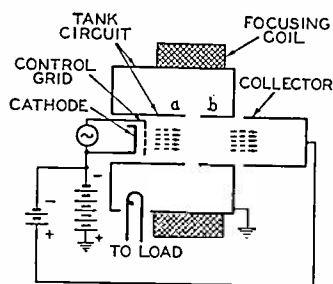 TANK
CIRCUIT
FOCUSING
COIL
CONTROL
GRID
COLLECTOR
CATHODE
a
b
-
-
+
+
TO LOAD